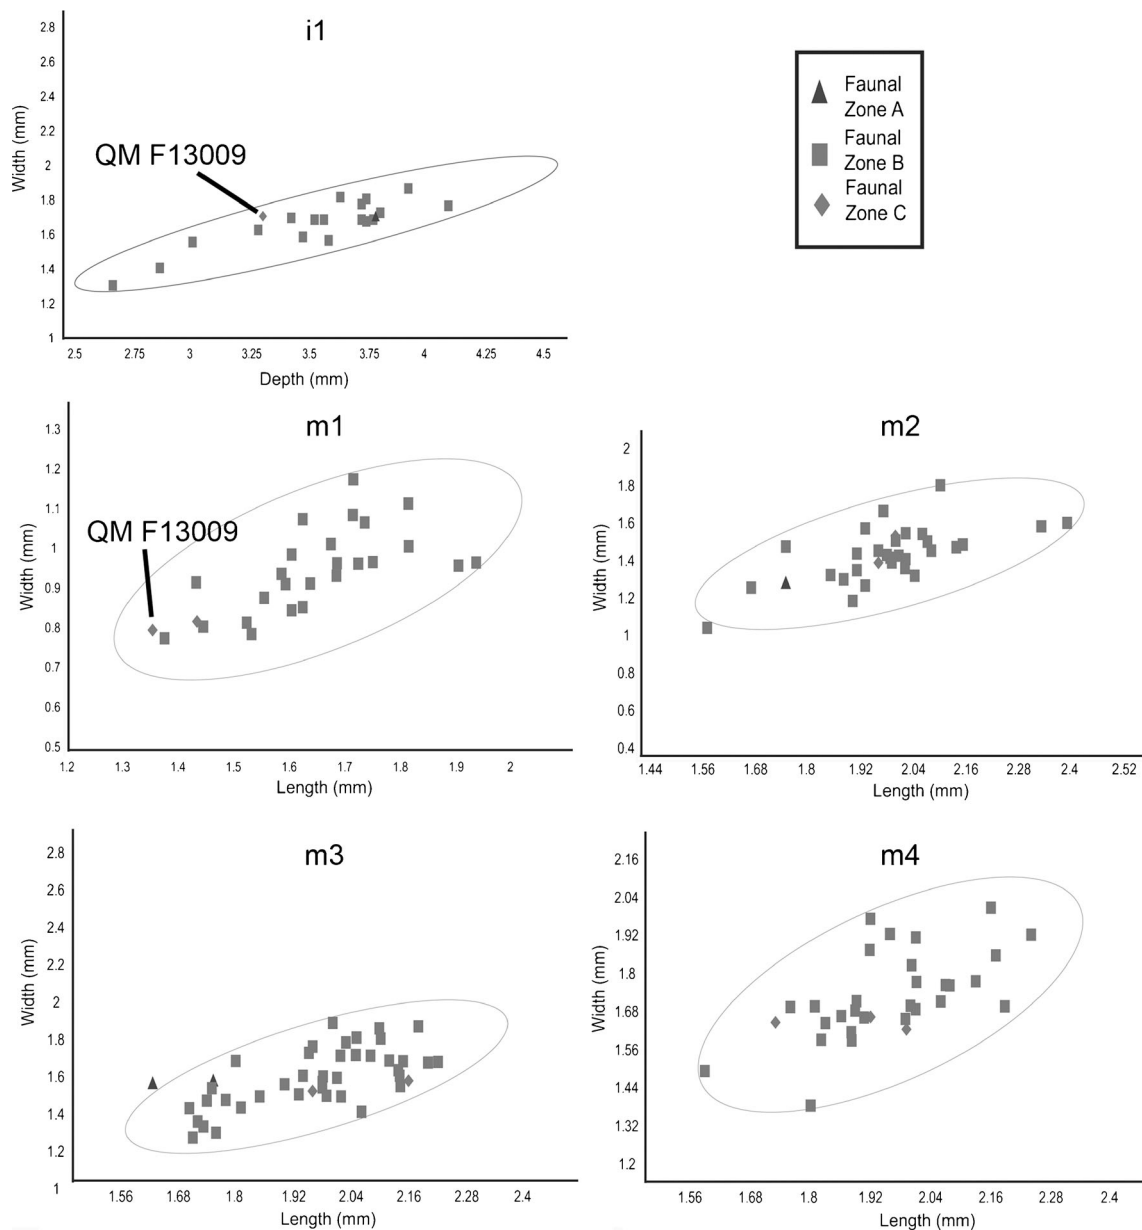 i1
2.8
2.6
2.4
2.2
2
1.8
1.6
1.4
1.2
1
Width (mm)
QM F13009
2.5 2.75 3 3.25 3.5 3.75 4 4.25 4.5
Depth (mm)
Faunal
Zone A
Faunal
Zone B
Faunal
Zone C
m1
1.3
1.2
1.1
1
0.9
0.8
0.7
0.6
0.5
Width (mm)
QM F13009
1.2 1.3 1.4 1.5 1.6 1.7 1.8 1.9 2
Length (mm)
m2
2
1.8
1.6
1.4
1.2
1
0.8
0.6
0.4
Width (mm)
1.44 1.56 1.68 1.8 1.92 2.04 2.16 2.28 2.4 2.52
Length (mm)
m3
2.8
2.6
2.4
2.2
2
1.8
1.6
1.4
1.2
1
Width (mm)
1.56 1.68 1.8 1.92 2.04 2.16 2.28 2.4
Length (mm)
m4
2.16
2.04
1.92
1.8
1.68
1.56
1.44
1.32
1.2
Width (mm)
1.56 1.68 1.8 1.92 2.04 2.16 2.28 2.4
Length (mm)